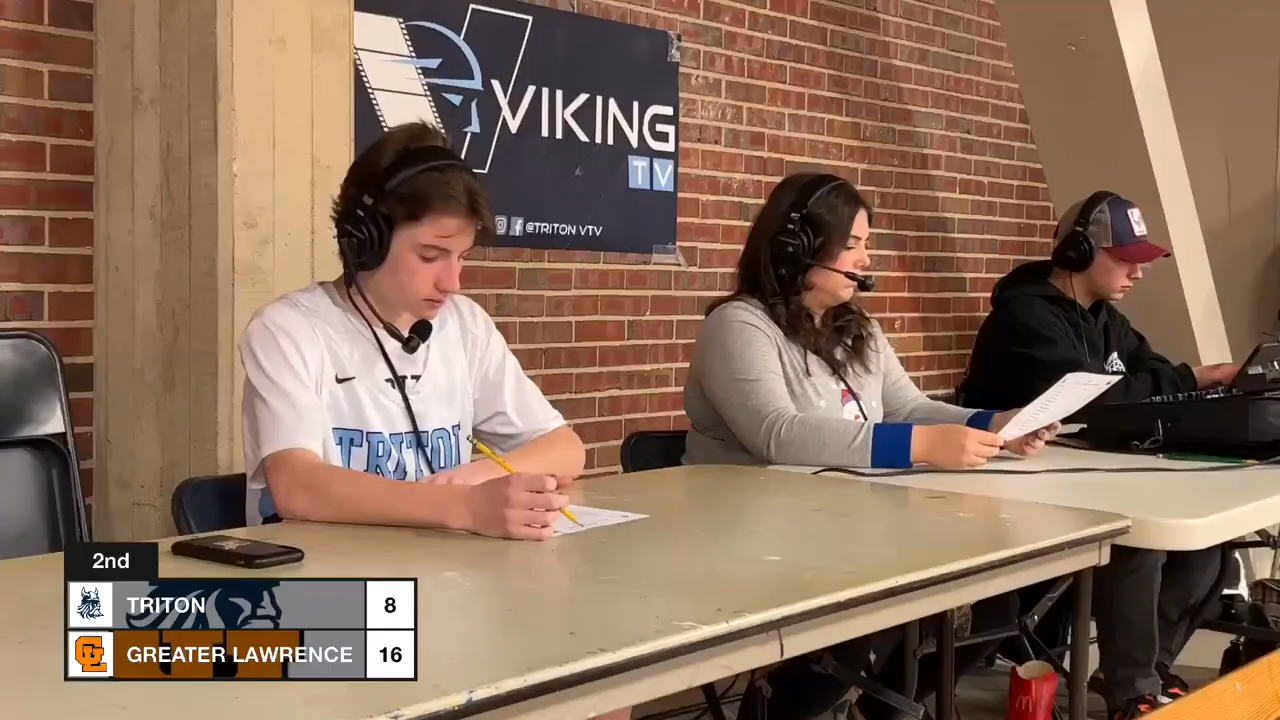 VIKING
TV
@TRITON VTV
TRITON
2nd
TRITON 8
GREATER LAWRENCE 16